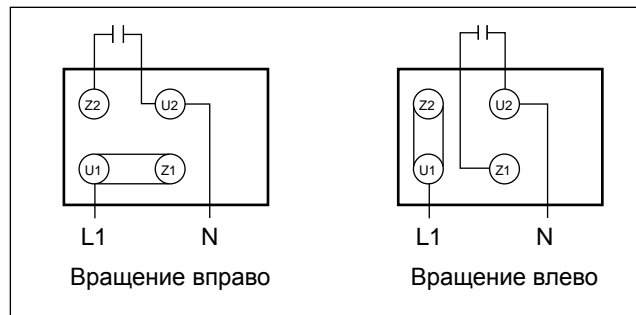 Z2 U2 Z2 U2
U1 Z1 U1 Z1
L1 N L1 N
Вращение вправо Вращение влево